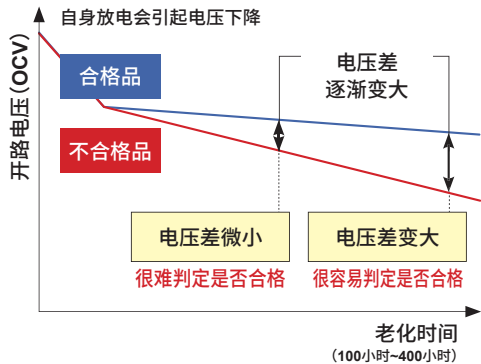 自身放电会引起电压下降
开路电压(OCV)
合格品
不合格品
电压差
逐渐变大
电压差微小
很难判定是否合格
电压差变大
很容易判定是否合格
老化时间
(100小时~400小时)